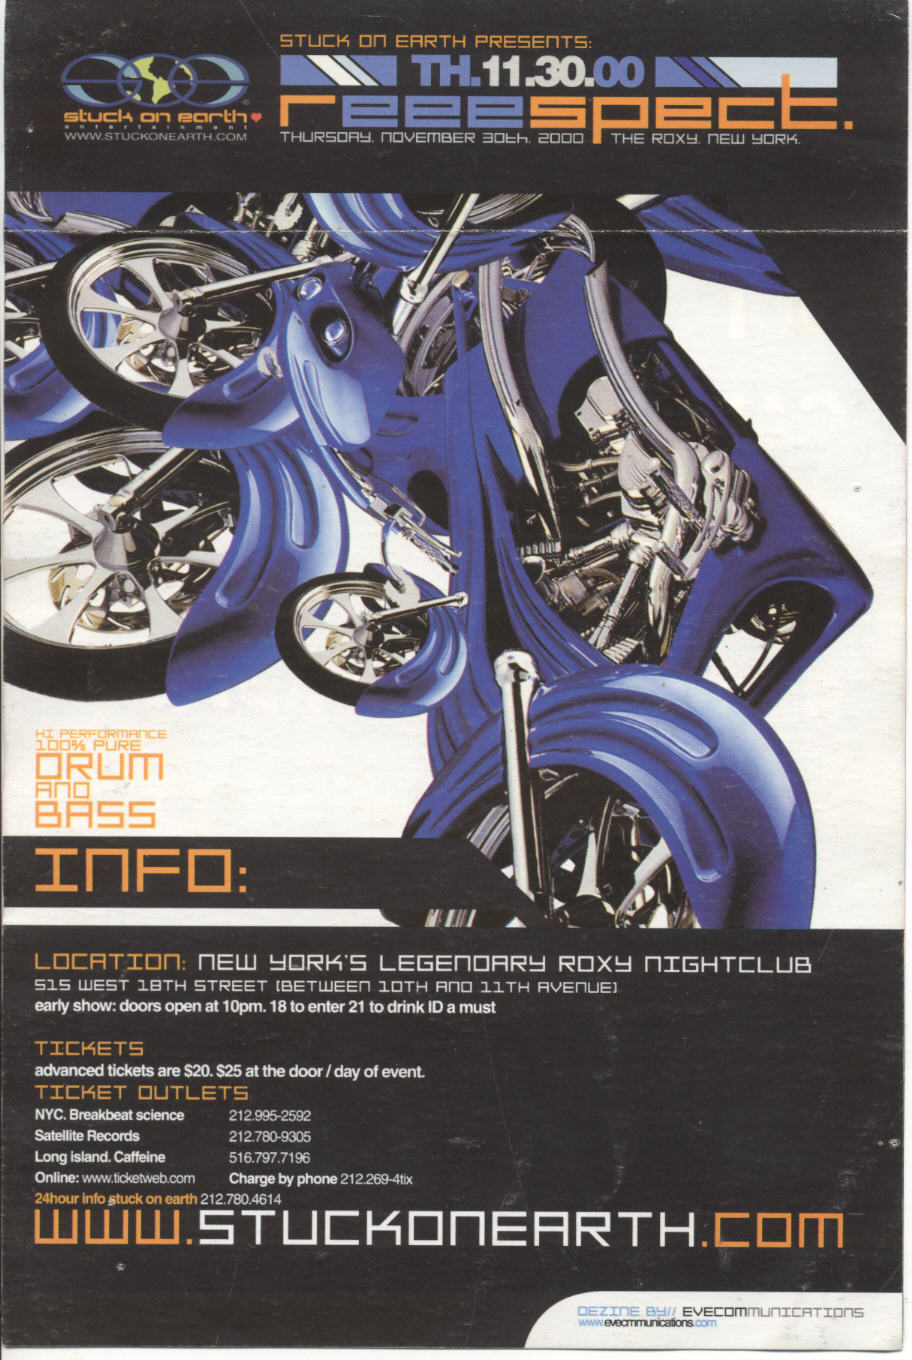 STUCK ON EARTH PRESENTS:
TH.11.30.00
reeespect.
THURSDAY. NOVEMBER 30th. 2000 THE ROXY. NEW YORK.
stuck on earth
entertainment
WWW.STUCKONEARTH.COM
HI PERFORMANCE
100% PURE
DRUM
AND
BASS
INFO:
LOCATION: NEW YORK'S LEGENDARY ROXY NIGHTCLUB
515 WEST 18TH STREET [BETWEEN 10TH AND 11TH AVENUE]
early show: doors open at 10pm. 18 to enter 21 to drink ID a must
TICKETS
advanced tickets are $20. $25 at the door / day of event.
TICKET OUTLETS
NYC. Breakbeat science 212.995-2592
Satellite Records 212.780-9305
Long island. Caffeine 516.797.7196
Online: www.ticketweb.com Charge by phone 212.269-4tix
24hour info stuck on earth 212.780.4614
WWW.STUCKONEARTH.COM
DEZINE BY// EVECOMMUNICATIONS
www.evecmmunications.com